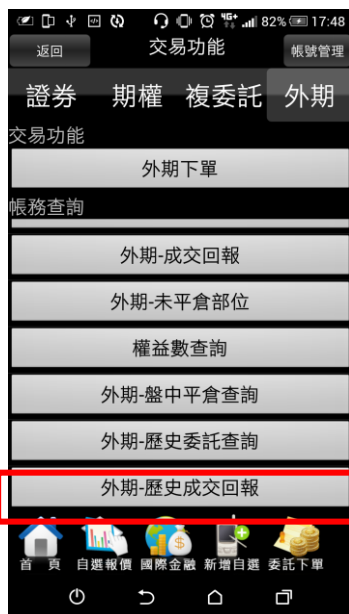 4G+ 82% 17:48
返回 交易功能 帳號管理
證券 期權 複委託 外期
交易功能
外期下單
帳務查詢
外期-成交回報
外期-未平倉部位
權益數查詢
外期-盤中平倉查詢
外期-歷史委託查詢
外期-歷史成交回報
首 頁 自選報價 國際金融 新增自選 委託下單